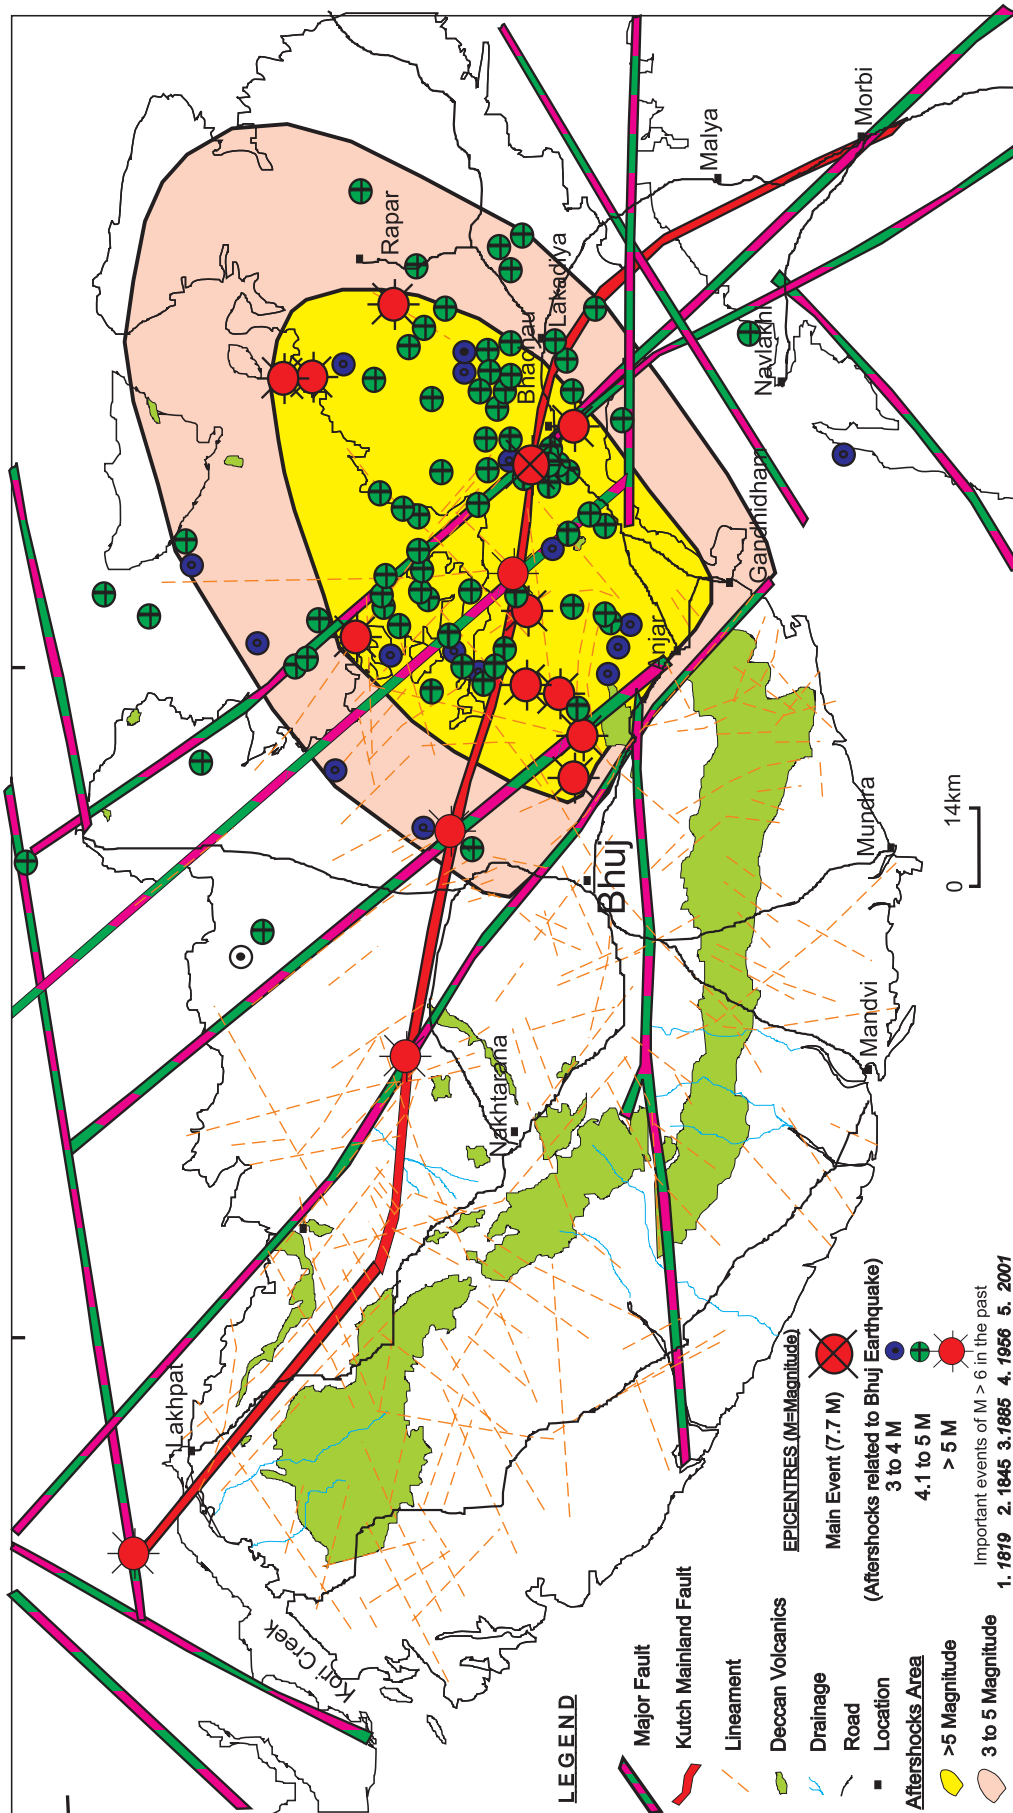 Lakhpat
Kori Creek
Nakhtarana
Mandvi
Mundra
Bhuj
Anjar
Gandhidham
Navlakhi
Bhachau
Lakadiya
Rapar
Malya
Morbi
0 14km
LEGEND
Major Fault
Kutch Mainland Fault
Lineament
Deccan Volcanics
Drainage
Road
Location
Aftershocks Area
>5 Magnitude
3 to 5 Magnitude
EPICENTRES (M=Magnitude)
Main Event (7.7 M)
(Aftershocks related to Bhuj Earthquake)
3 to 4 M
4.1 to 5 M
> 5 M
Important events of M > 6 in the past
1. 1819 2. 1845 3.1885 4. 1956 5. 2001